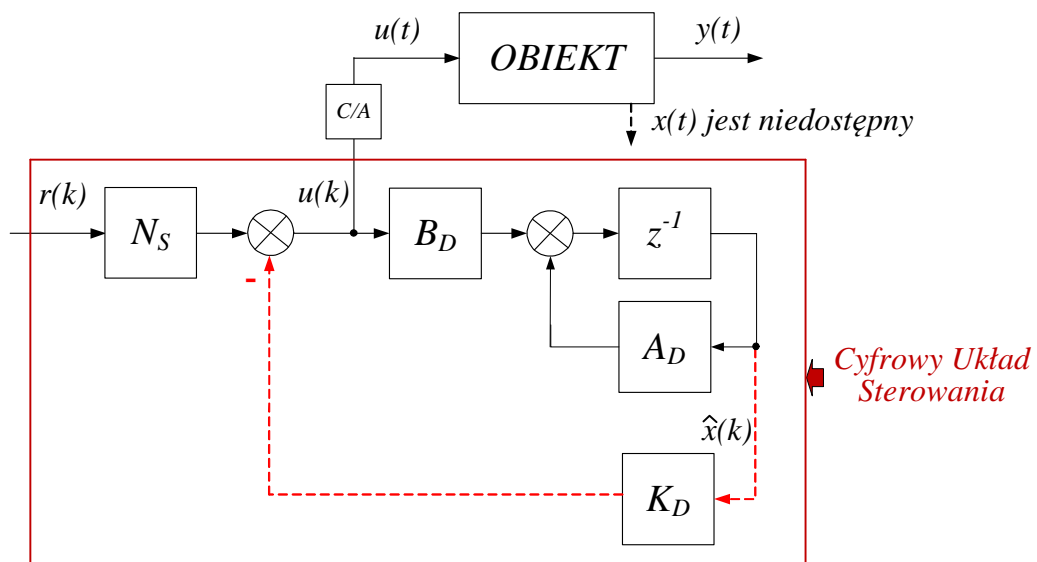 u(t)
OBIEKT
y(t)
C/A
x(t) jest niedostępny
r(k)
N_S
u(k)
B_D
z^-1
A_D
-
Cyfrowy Układ
Sterowania
x̂(k)
K_D